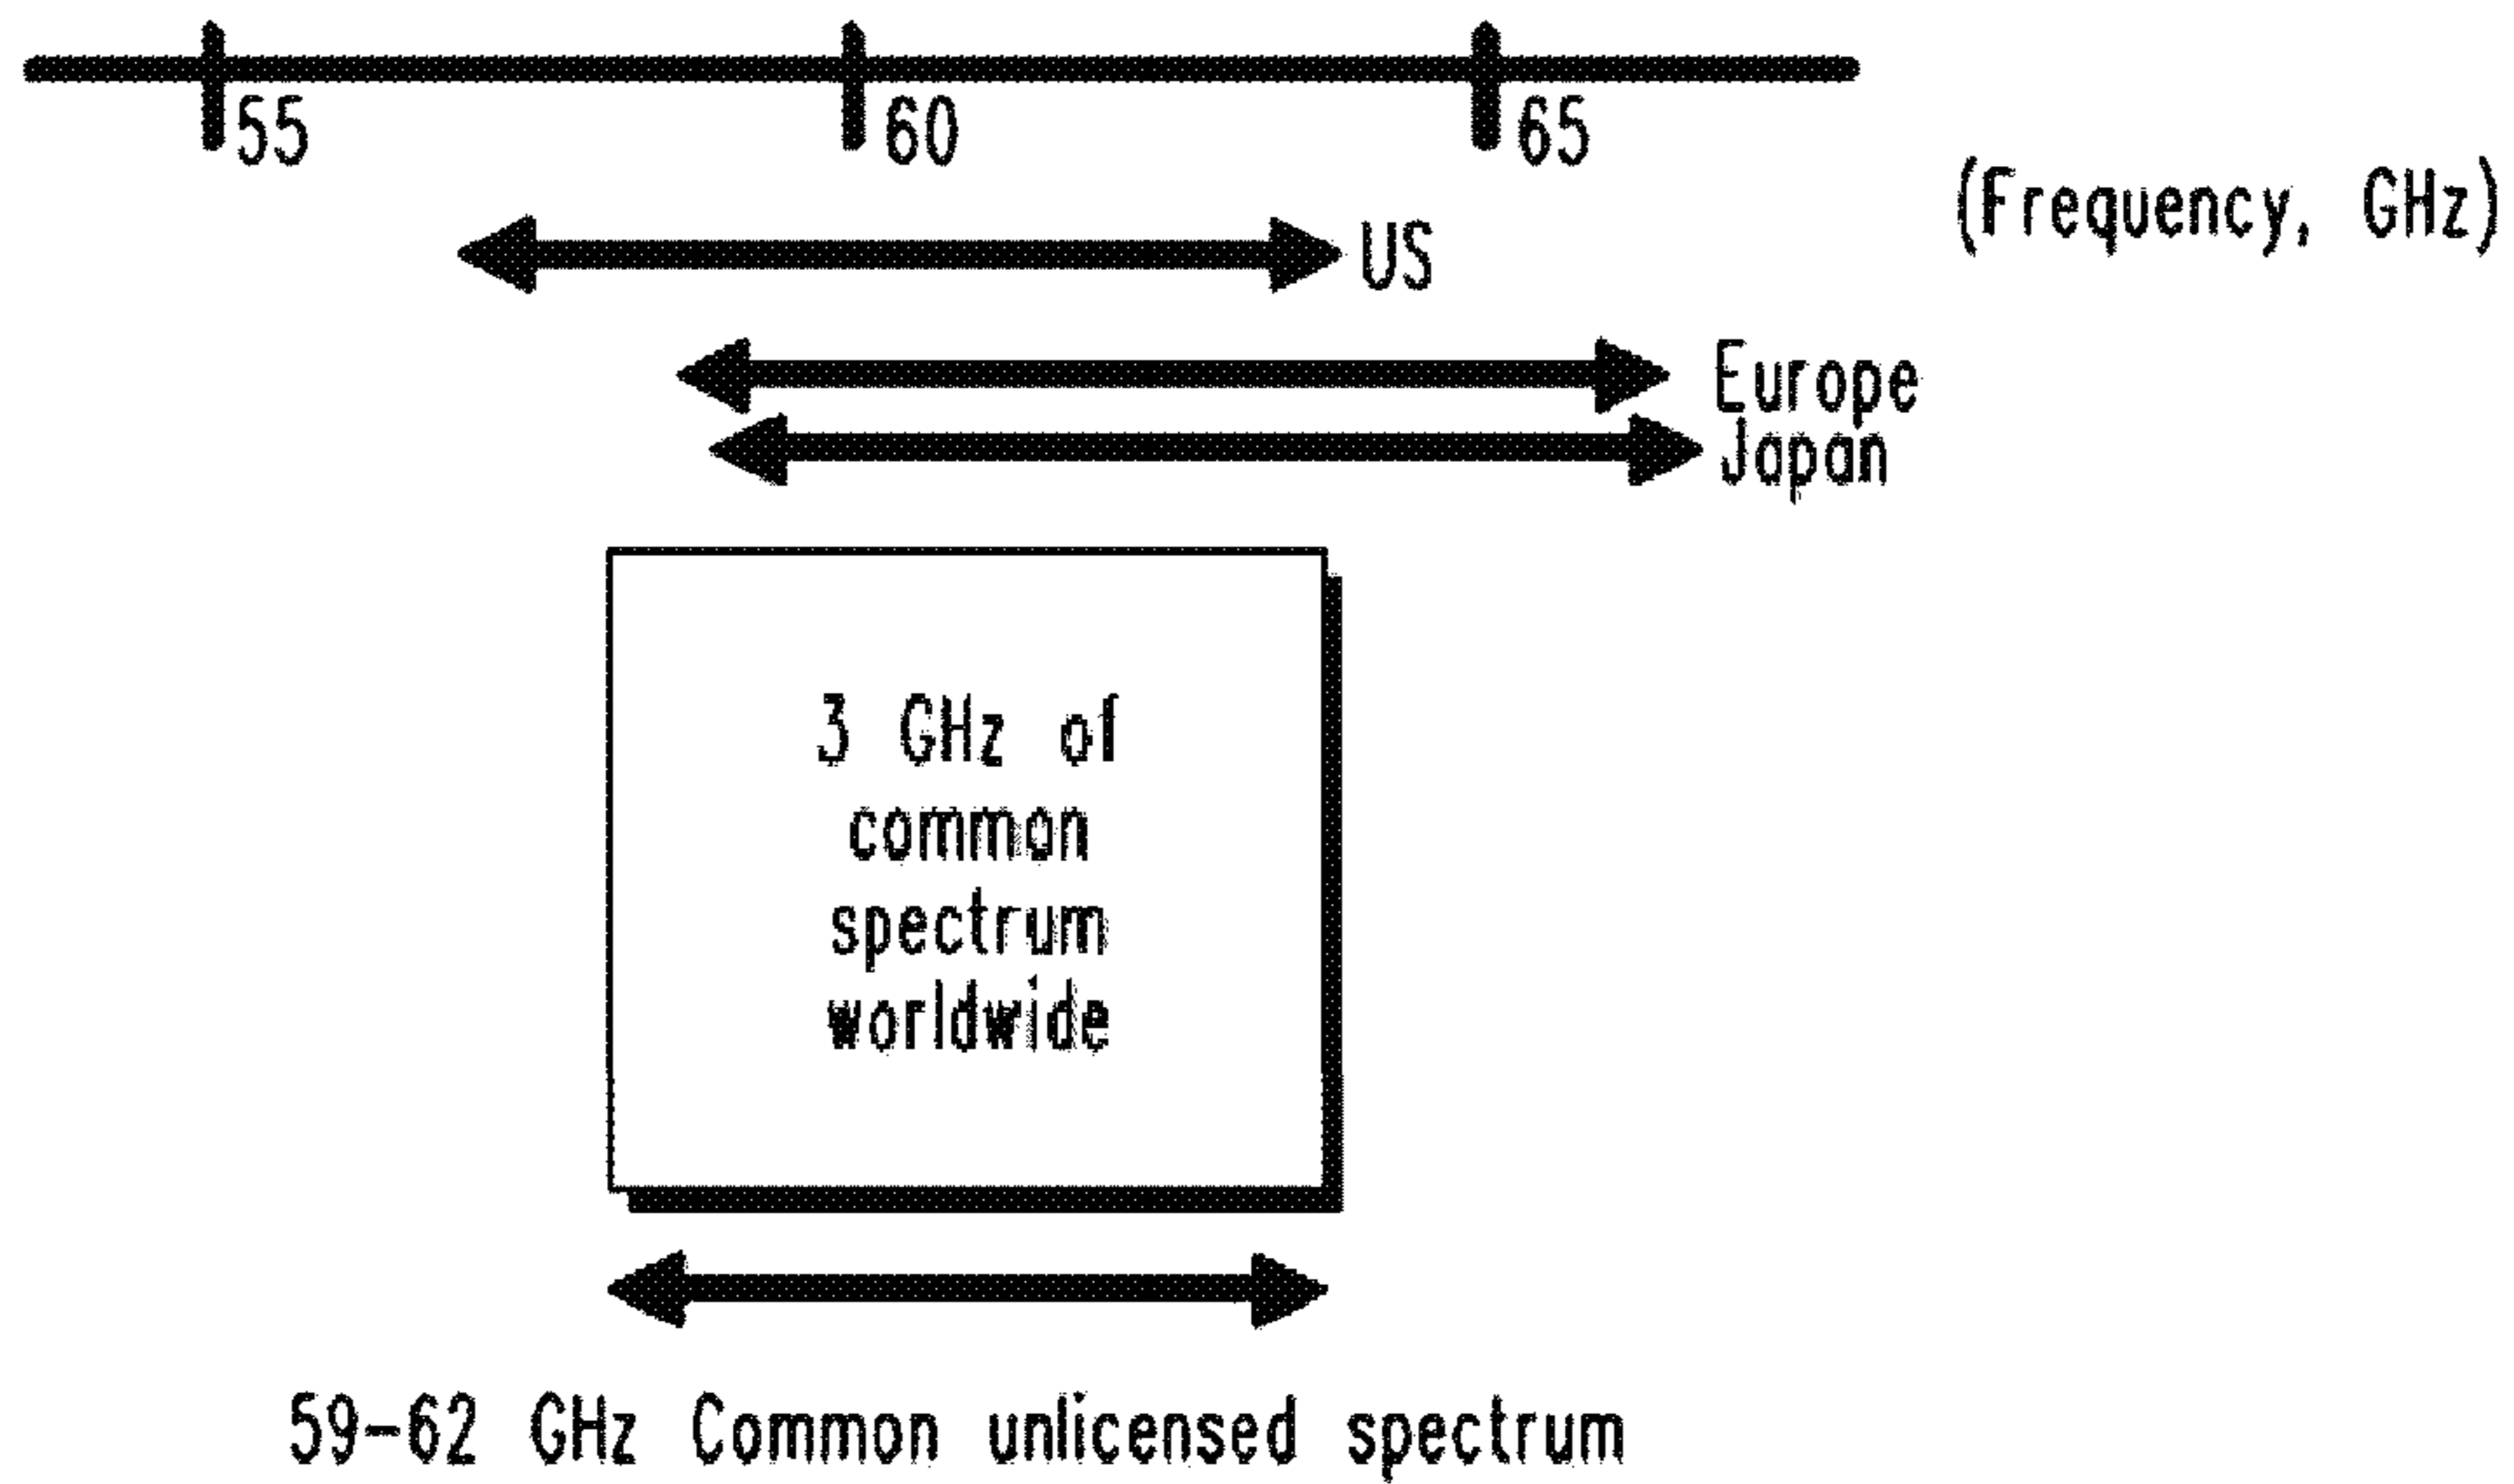 55 60 65
(Frequency, GHz)
US
Europe
Japan
3 GHz of
common
spectrum
worldwide
59-62 GHz Common unlicensed spectrum